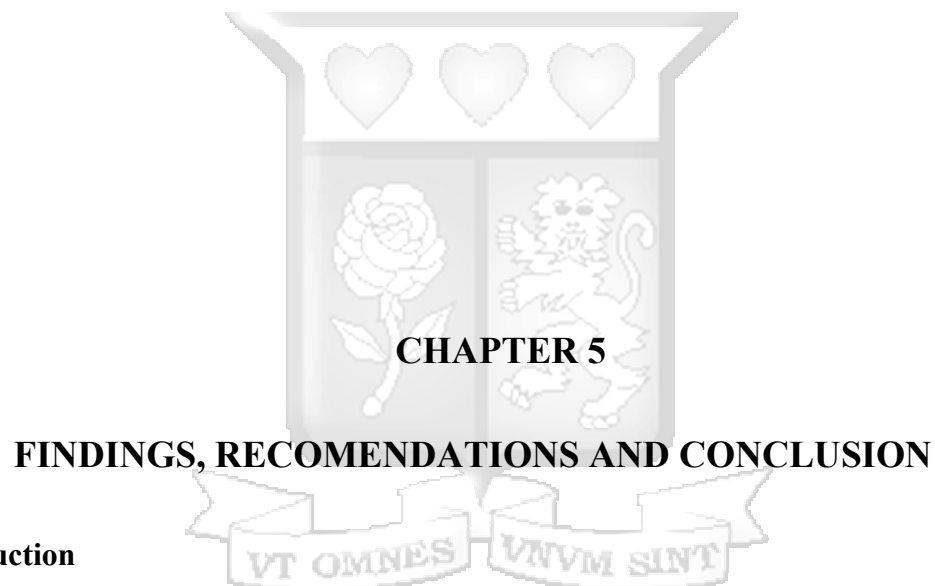 CHAPTER 5
FINDINGS, RECOMENDATIONS AND CONCLUSION
uction
VT OMNES VNVM SINT